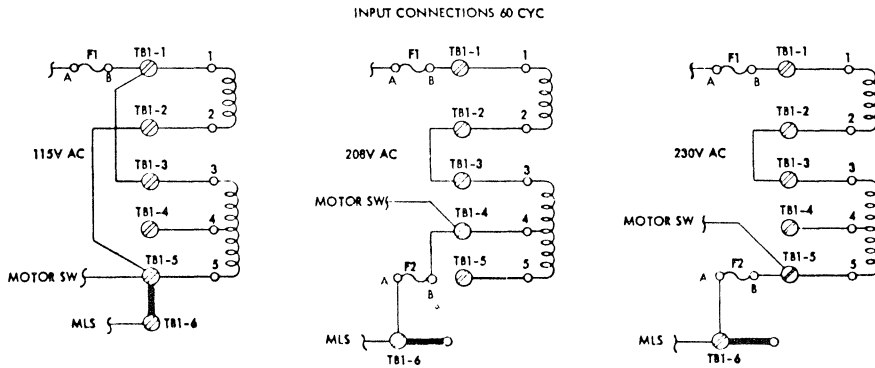 INPUT CONNECTIONS 60 CYC
F1
A
B
TB1-1
1
TB1-2
2
115V AC
TB1-3
3
TB1-4
4
TB1-5
5
MOTOR SW
MLS
TB1-6
F1
A
B
TB1-1
1
TB1-2
2
208V AC
TB1-3
3
MOTOR SW
TB1-4
4
F2
A
B
TB1-5
5
MLS
TB1-6
F1
A
B
TB1-1
1
TB1-2
2
230V AC
TB1-3
3
MOTOR SW
TB1-4
4
TB1-5
5
F2
A
B
MLS
TB1-6